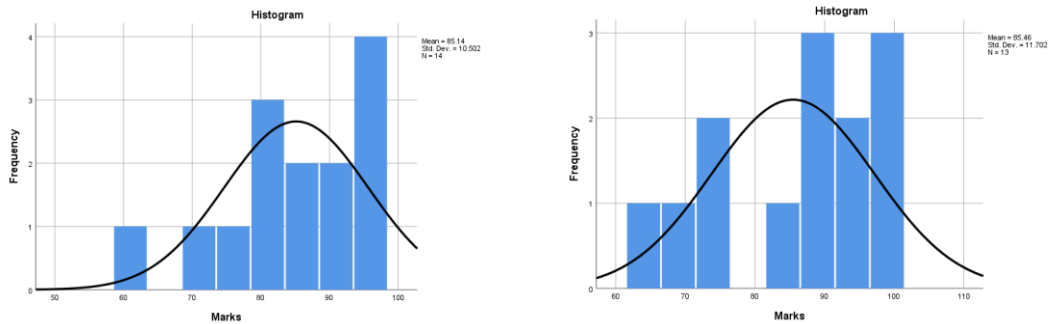 Histogram
Mean = 85.14
Std. Dev. = 10.502
N = 14
4
3
2
1
0
Frequency
50 60 70 80 90 100
Marks
Histogram
Mean = 85.46
Std. Dev. = 11.702
N = 13
3
2
1
0
Frequency
60 70 80 90 100 110
Marks